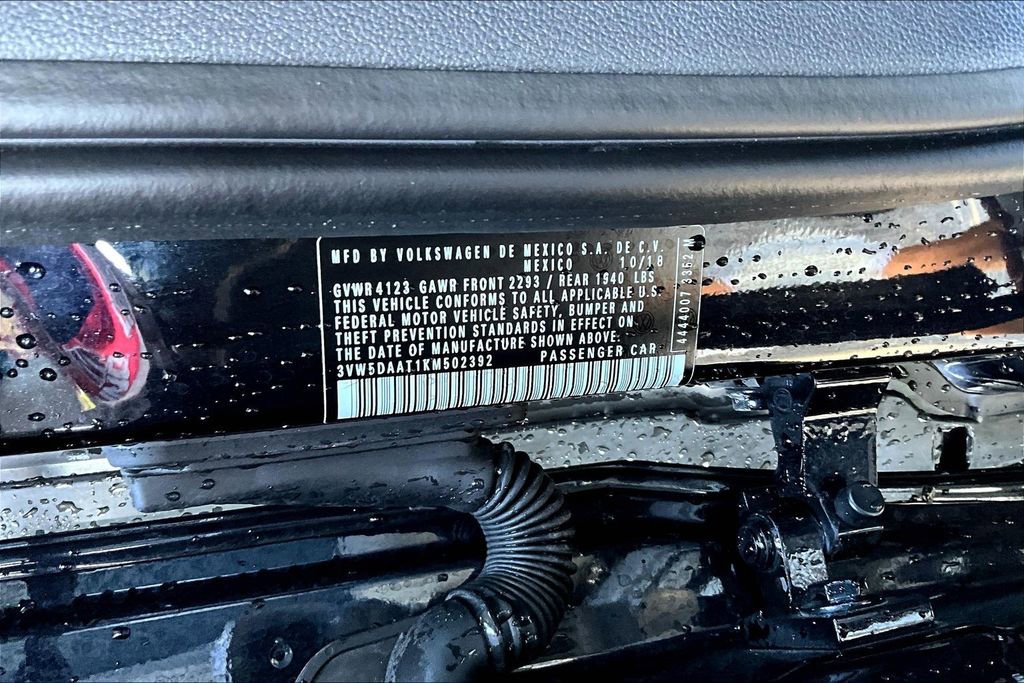 MFD BY VOLKSWAGEN DE MEXICO S.A. DE C.V.
MEXICO 10/18
GVWR 4123 GAWR FRONT 2293 / REAR 1940 LBS
THIS VEHICLE CONFORMS TO ALL APPLICABLE U.S.
FEDERAL MOTOR VEHICLE SAFETY, BUMPER AND
THEFT PREVENTION STANDARDS IN EFFECT ON
THE DATE OF MANUFACTURE SHOWN ABOVE.
3VW5DAAT1KM502392 PASSENGER CAR
4444007 3362M